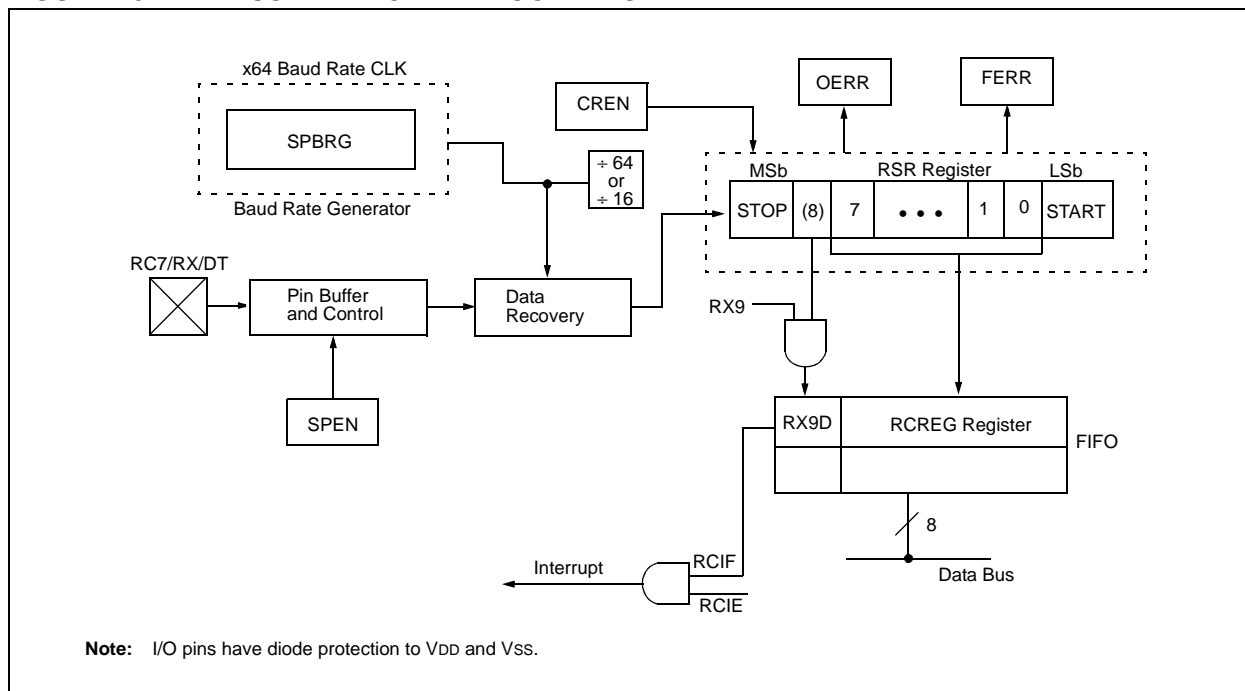 x64 Baud Rate CLK
SPBRG
Baud Rate Generator
CREN
OERR
FERR
÷ 64
or
÷ 16
MSb
RSR Register
LSb
STOP
(8)
7
• • •
1
0
START
RC7/RX/DT
Pin Buffer
and Control
Data
Recovery
RX9
SPEN
RX9D
RCREG Register
FIFO
8
Data Bus
Interrupt
RCIF
RCIE
Note: I/O pins have diode protection to VDD and VSS.